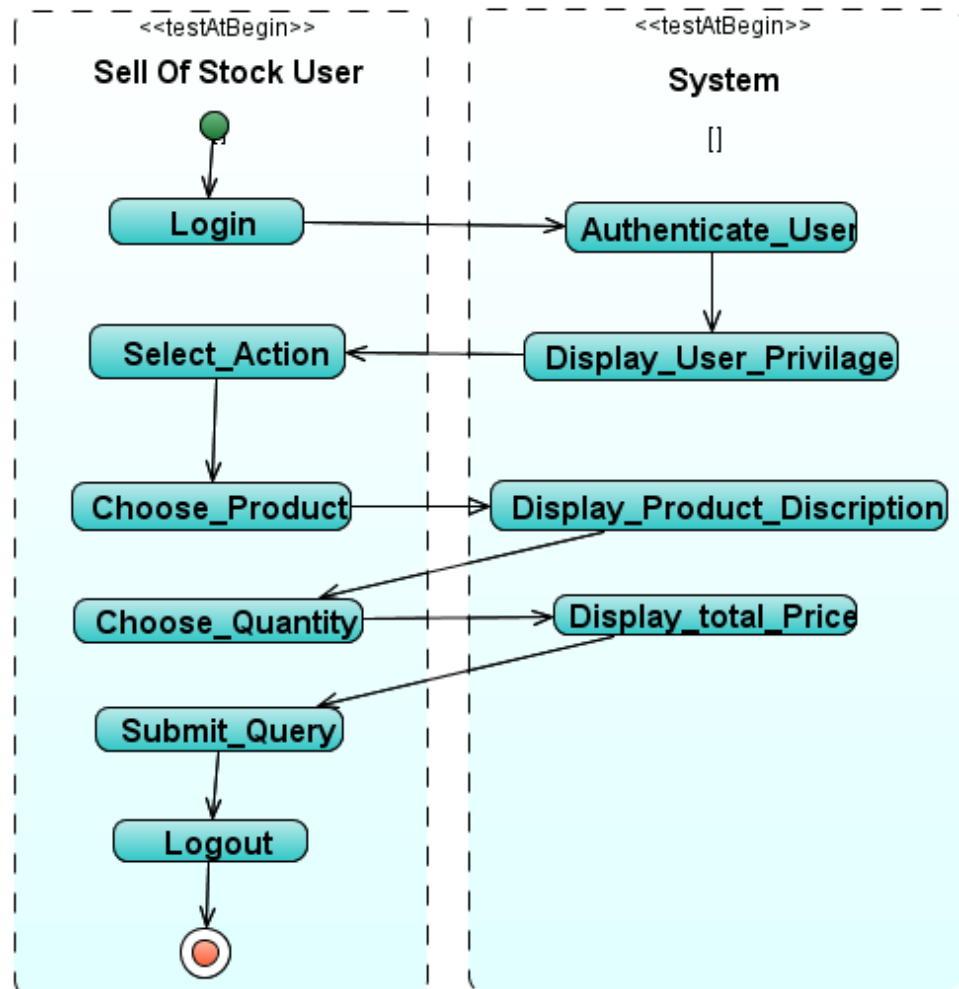 <<testAtBegin>>
Sell Of Stock User
[]
Login
Select_Action
Choose_Product
Choose_Quantity
Submit_Query
Logout
<<testAtBegin>>
System
[]
Authenticate_User
Display_User_Privilage
Display_Product_Discription
Display_total_Price